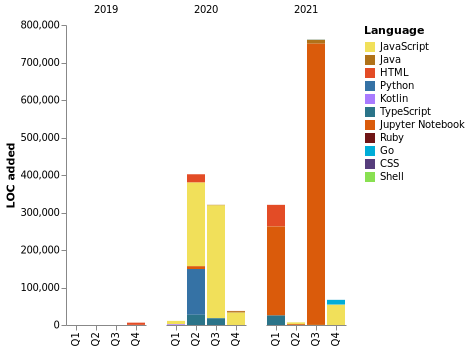 2019 2020 2021
LOC added
800,000
700,000
600,000
500,000
400,000
300,000
200,000
100,000
0
Q1 Q2 Q3 Q4 Q1 Q2 Q3 Q4 Q1 Q2 Q3 Q4
Language
JavaScript
Java
HTML
Python
Kotlin
TypeScript
Jupyter Notebook
Ruby
Go
CSS
Shell